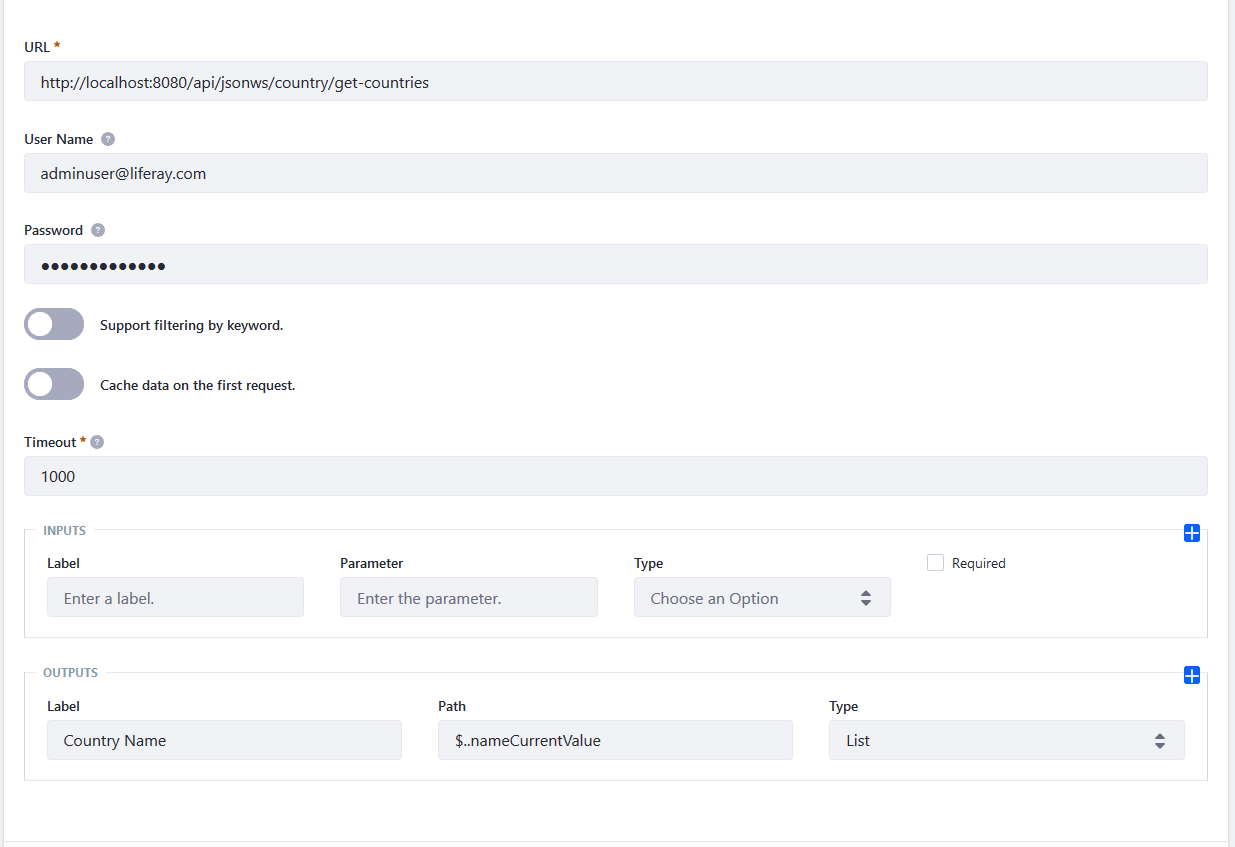 URL *
http://localhost:8080/api/jsonws/country/get-countries
User Name ?
adminuser@liferay.com
Password ?
●●●●●●●●●●●●●
Support filtering by keyword.
Cache data on the first request.
Timeout * ?
1000
INPUTS
Label Parameter Type Required
Enter a label. Enter the parameter. Choose an Option
OUTPUTS
Label Path Type
Country Name $..nameCurrentValue List